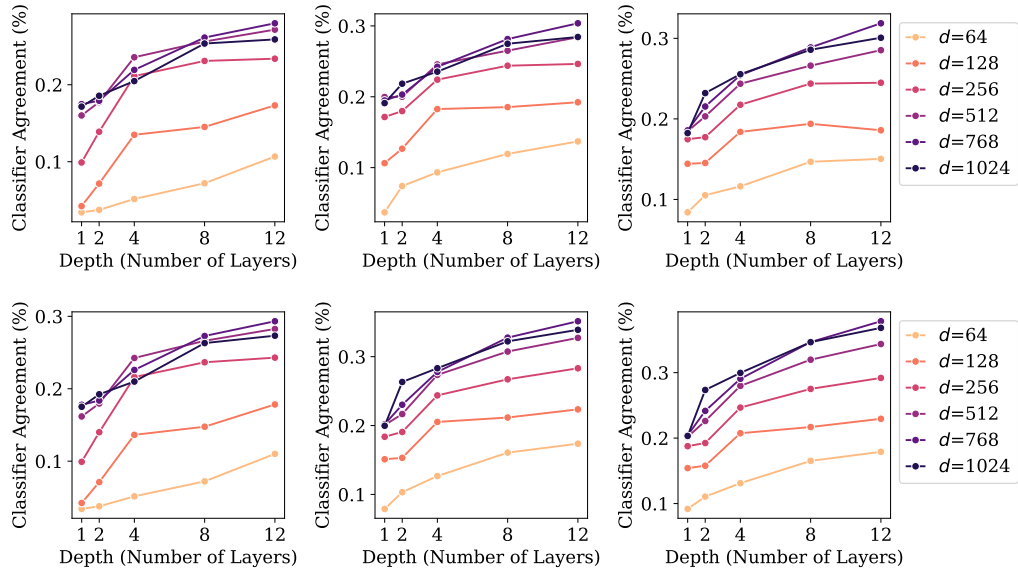 Classifier Agreement (%)
0.2
0.1
1 2 4 8 12
Depth (Number of Layers)
Classifier Agreement (%)
0.3
0.2
0.1
1 2 4 8 12
Depth (Number of Layers)
Classifier Agreement (%)
0.3
0.2
0.1
1 2 4 8 12
Depth (Number of Layers)
d=64
d=128
d=256
d=512
d=768
d=1024
Classifier Agreement (%)
0.3
0.2
0.1
1 2 4 8 12
Depth (Number of Layers)
Classifier Agreement (%)
0.3
0.2
0.1
1 2 4 8 12
Depth (Number of Layers)
Classifier Agreement (%)
0.3
0.2
0.1
1 2 4 8 12
Depth (Number of Layers)
d=64
d=128
d=256
d=512
d=768
d=1024